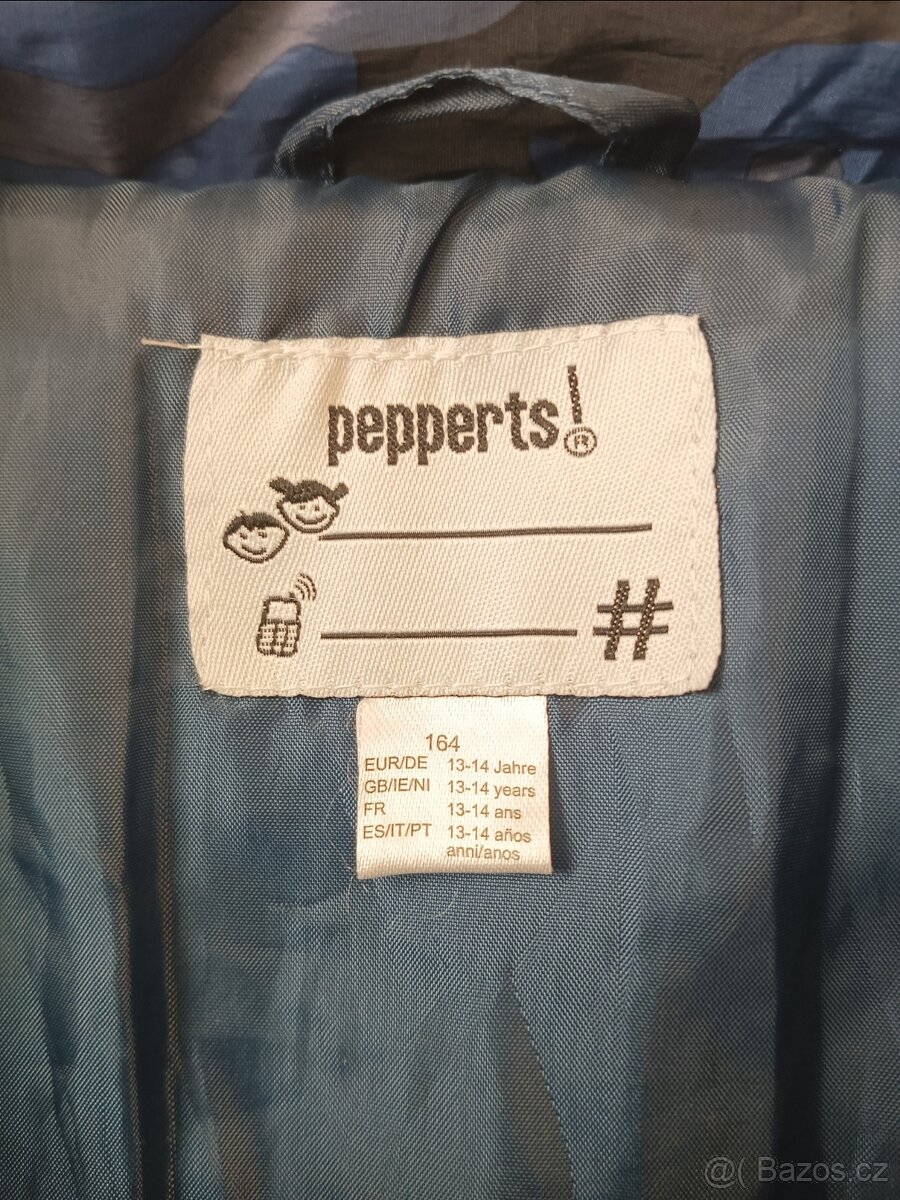 pepperts!®
#
164
EUR/DE 13-14 Jahre
GB/IE/NI 13-14 years
FR 13-14 ans
ES/IT/PT 13-14 años
anni/anos
@( Bazos.cz